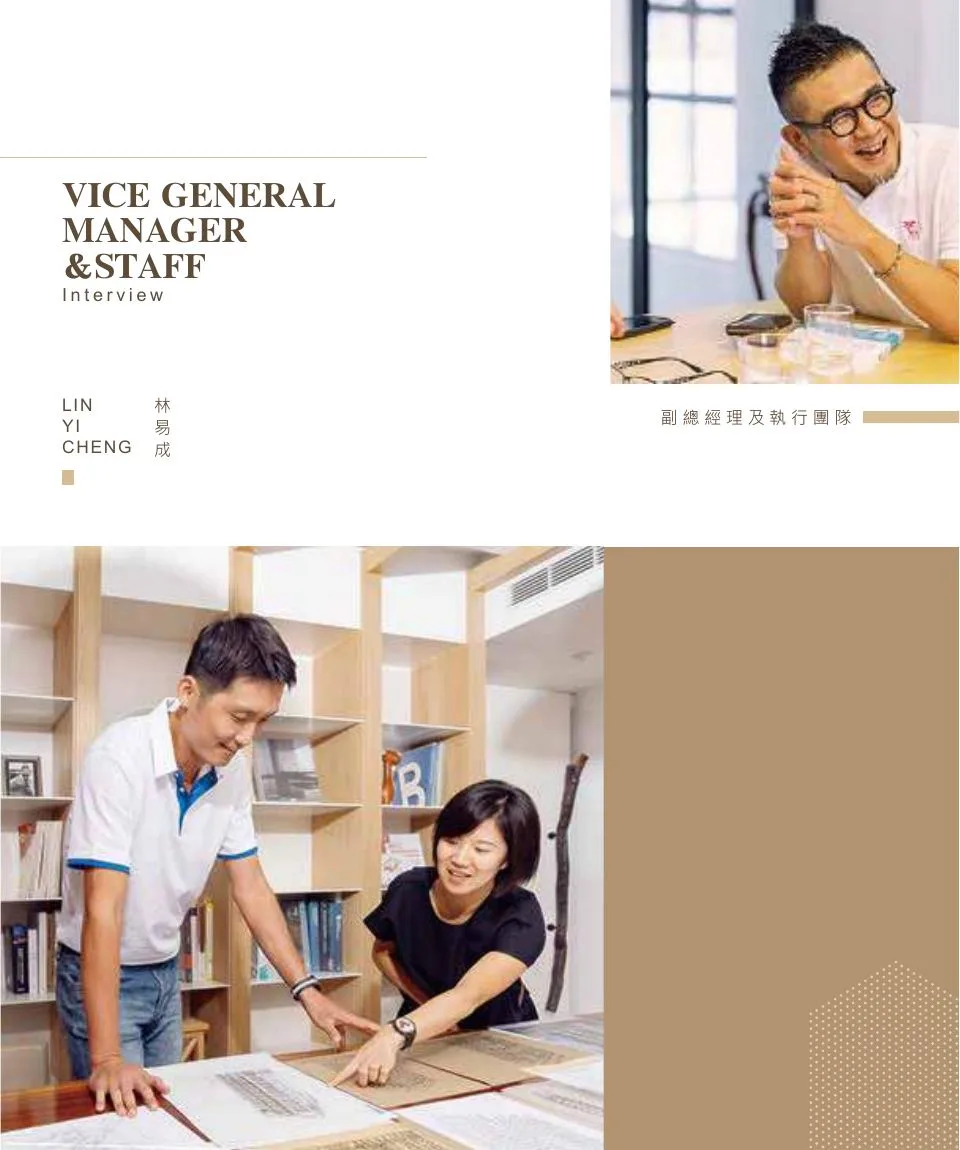 VICE GENERAL
MANAGER
&STAFF
Interview
LIN 林
YI 易
CHENG 成
副總經理及執行團隊
B